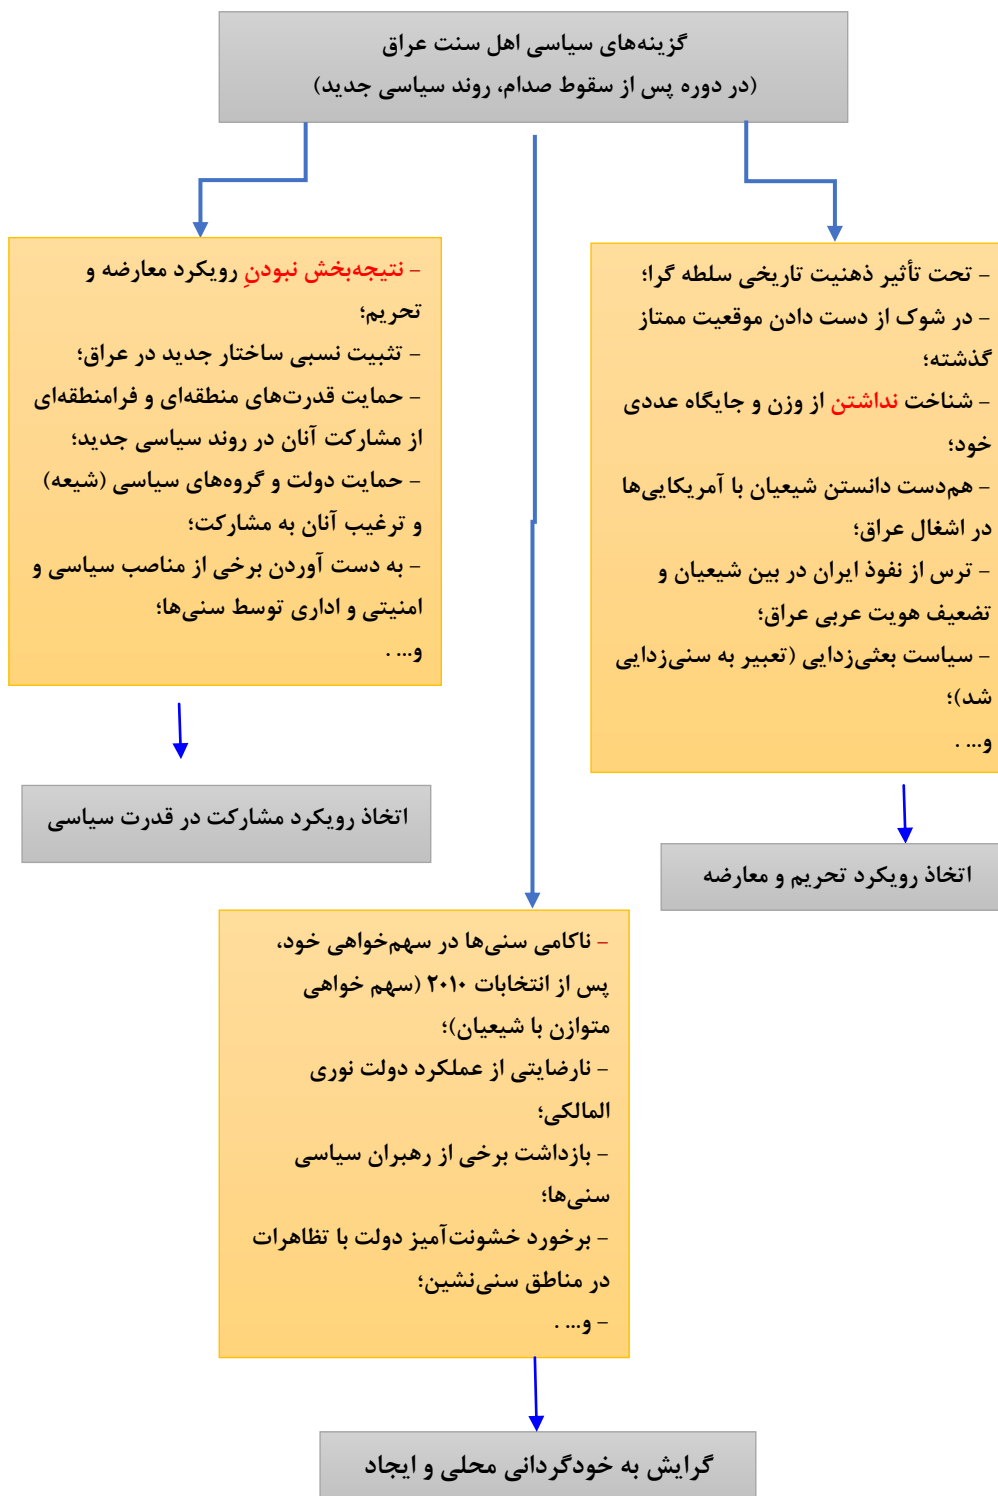 گزینه‌های سیاسی اهل سنت عراق
(در دوره پس از سقوط صدام، روند سیاسی جدید)
- تحت تأثیر ذهنیت تاریخی سلطه گرا؛
- در شوک از دست دادن موقعیت ممتاز
گذشته؛
- شناخت نداشتن از وزن و جایگاه عددی
خود؛
- هم‌دست دانستن شیعیان با آمریکایی‌ها
در اشغال عراق؛
- ترس از نفوذ ایران در بین شیعیان و
تضعیف هویت عربی عراق؛
- سیاست بعثی‌زدایی (تعبیر به سنی‌زدایی
شد)؛
و... .
اتخاذ رویکرد تحریم و معارضه
- نتیجه‌بخش نبودنِ رویکرد معارضه و
تحریم؛
- تثبیت نسبی ساختار جدید در عراق؛
- حمایت قدرت‌های منطقه‌ای و فرامنطقه‌ای
از مشارکت آنان در روند سیاسی جدید؛
- حمایت دولت و گروه‌های سیاسی (شیعه)
و ترغیب آنان به مشارکت؛
- به دست آوردن برخی از مناصب سیاسی و
امنیتی و اداری توسط سنی‌ها؛
و... .
اتخاذ رویکرد مشارکت در قدرت سیاسی
- ناکامی سنی‌ها در سهم‌خواهی خود،
پس از انتخابات ۲۰۱۰ (سهم خواهی
متوازن با شیعیان)؛
- نارضایتی از عملکرد دولت نوری
المالکی؛
- بازداشت برخی از رهبران سیاسی
سنی‌ها؛
- برخورد خشونت‌آمیز دولت با تظاهرات
در مناطق سنی‌نشین؛
- و... .
گرایش به خودگردانی محلی و ایجاد